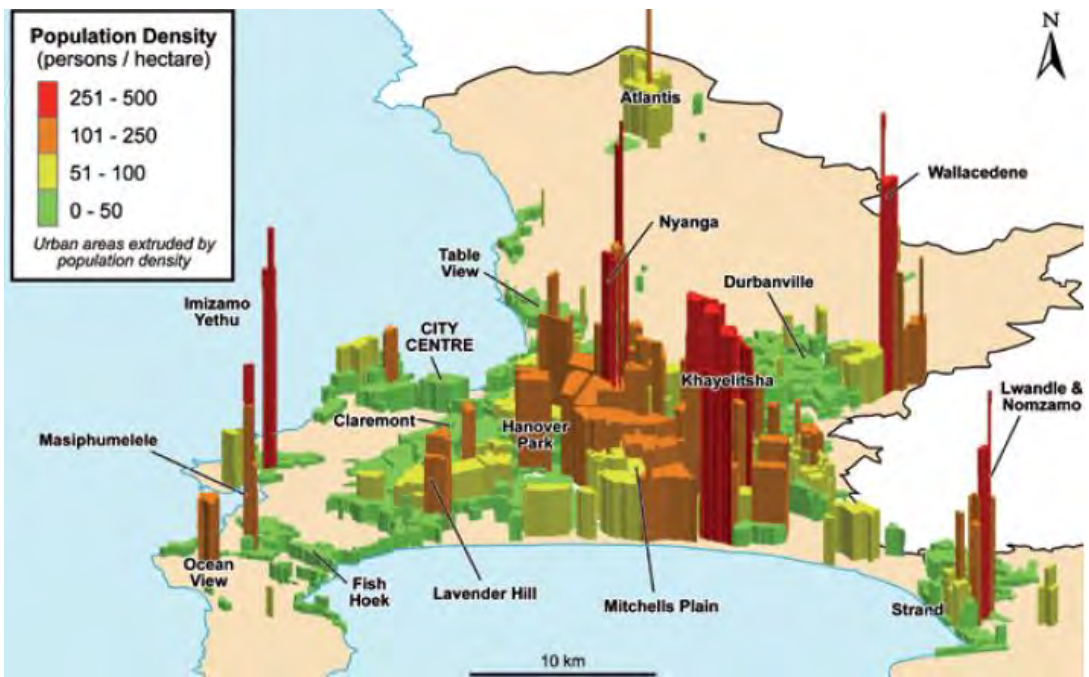 Population Density
(persons / hectare)
251 - 500
101 - 250
51 - 100
0 - 50
Urban areas extruded by
population density
N
Atlantis
Wallacedene
Nyanga
Table
View
Durbanville
Imizamo
Yethu
CITY
CENTRE
Khayelitsha
Lwandle &
Nomzamo
Claremont
Hanover
Park
Masiphumelele
Ocean
View
Fish
Hoek
Lavender Hill
Mitchells Plain
Strand
10 km